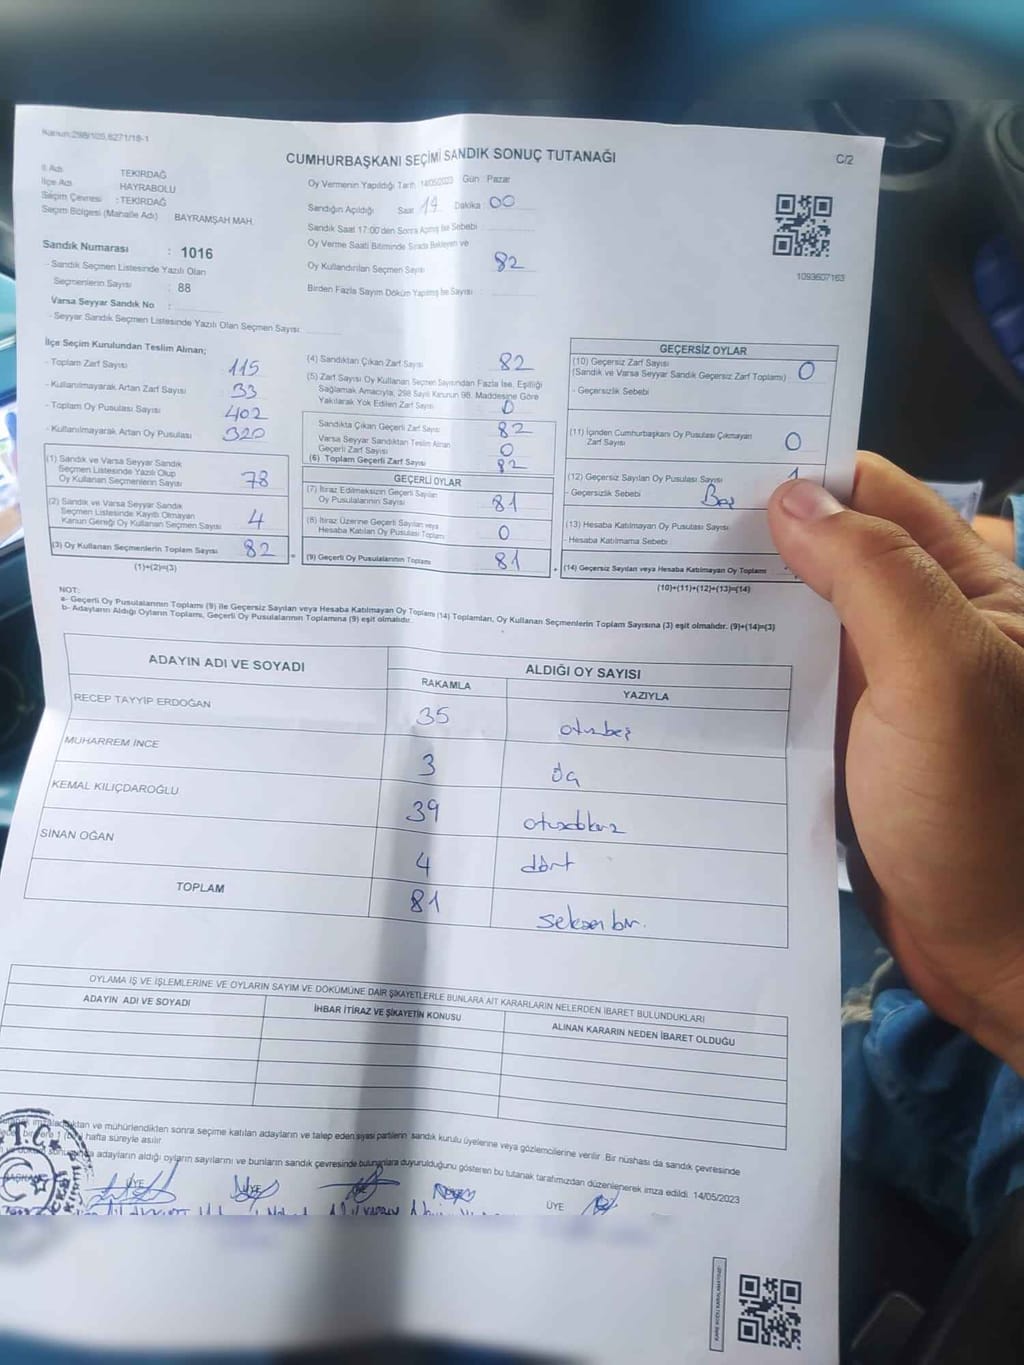 Kanun:298/105,6271/18-1
CUMHURBAŞKANI SEÇİMİ SANDIK SONUÇ TUTANAĞI
C/2
İl Adı TEKİRDAĞ
İlçe Adı HAYRABOLU
Seçim Çevresi : TEKİRDAĞ
Seçim Bölgesi (Mahalle Adı) BAYRAMŞAH MAH.
Oy Vermenin Yapıldığı Tarih 14/05/2023 Gün : Pazar
Sandığın Açıldığı Saat Dakika 00
Sandık Saat 17:00'den Sonra Açmış İse Sebebi :
Oy Verme Saati Bitiminde Sırada Bekleyen ve
Oy Kullandırılan Seçmen Sayısı 82
Birden Fazla Sayım Döküm Yapılmış İse Sayısı :
1093607163
Sandık Numarası : 1016
- Sandık Seçmen Listesinde Yazılı Olan
Seçmenlerin Sayısı : 88
Varsa Seyyar Sandık No :
- Seyyar Sandık Seçmen Listesinde Yazılı Olan Seçmen Sayısı:
İlçe Seçim Kurulundan Teslim Alınan;
- Toplam Zarf Sayısı 115
- Kullanılmayarak Artan Zarf Sayısı 33
- Toplam Oy Pusulası Sayısı 402
- Kullanılmayarak Artan Oy Pusulası 320
(1) Sandık ve Varsa Seyyar Sandık
Seçmen Listesinde Yazılı Olup
Oy Kullanan Seçmenlerin Sayısı 78
(2) Sandık ve Varsa Seyyar Sandık
Seçmen Listesinde Kayıtlı Olmayan
Kanun Gereği Oy Kullanan Seçmen Sayısı 4
(3) Oy Kullanan Seçmenlerin Toplam Sayısı 82 =
(1)+(2)=(3)
(4) Sandıktan Çıkan Zarf Sayısı 82
(5) Zarf Sayısı Oy Kullanan Seçmen Sayısından Fazla İse, Eşitliği
Sağlamak Amacıyla, 298 Sayılı Kanunun 98. Maddesine Göre
Yakılarak Yok Edilen Zarf Sayısı 0
Sandıkta Çıkan Geçerli Zarf Sayısı 82
Varsa Seyyar Sandıktan Teslim Alınan
Geçerli Zarf Sayısı 0
(6) Toplam Geçerli Zarf Sayısı 82
GEÇERLİ OYLAR
(7) İtiraz Edilmeksizin Geçerli Sayılan
Oy Pusulalarının Sayısı 81
(8) İtiraz Üzerine Geçerli Sayılan veya
Hesaba Katılan Oy Pusulaları Toplamı 0
(9) Geçerli Oy Pusulalarının Toplamı 81 +
GEÇERSİZ OYLAR
(10) Geçersiz Zarf Sayısı
(Sandık ve Varsa Seyyar Sandık Geçersiz Zarf Toplamı) 0
- Geçersizlik Sebebi
(11) İçinden Cumhurbaşkanı Oy Pusulası Çıkmayan
Zarf Sayısı 0
(12) Geçersiz Sayılan Oy Pusulası Sayısı 1
- Geçersizlik Sebebi Boş
(13) Hesaba Katılmayan Oy Pusulası Sayısı
- Hesaba Katılmama Sebebi
(14) Geçersiz Sayılan veya Hesaba Katılmayan Oy Toplamı
(10)+(11)+(12)+(13)=(14)
NOT:
a- Geçerli Oy Pusulalarının Toplamı (9) ile Geçersiz Sayılan veya Hesaba Katılmayan Oy Toplamı (14) Toplamları, Oy Kullanan Seçmenlerin Toplam Sayısına (3) eşit olmalıdır. (9)+(14)=(3)
b- Adayların Aldığı Oyların Toplamı, Geçerli Oy Pusulalarının Toplamına (9) eşit olmalıdır.
ADAYIN ADI VE SOYADI ALDIĞI OY SAYISI
RAKAMLA YAZIYLA
RECEP TAYYİP ERDOĞAN 35 otuzbeş
MUHARREM İNCE 3 üç
KEMAL KILIÇDAROĞLU 39 otuzdokuz
SİNAN OĞAN 4 dört
TOPLAM 81 seksen bir.
OYLAMA İŞ VE İŞLEMLERİNE VE OYLARIN SAYIM VE DÖKÜMÜNE DAİR ŞİKAYETLERLE BUNLARA AİT KARARLARIN NELERDEN İBARET BULUNDUKLARI
ADAYIN ADI VE SOYADI İHBAR İTİRAZ VE ŞİKAYETİN KONUSU ALINAN KARARIN NEDEN İBARET OLDUĞU
ve mühürlendikten sonra seçime katılan adayların ve talep eden siyasi partilerin sandık kurulu üyelerine veya gözlemcilerine verilir. Bir nüshası da sandık çevresinde
hafta süreyle asılır.
adayların aldığı oyların sayılarını ve bunların sandık çevresinde bulunanlara duyurulduğunu gösteren bu tutanak tarafımızdan düzenlenerek imza edildi. 14/05/2023
T.C.
BAŞKAN ÜYE ÜYE ÜYE